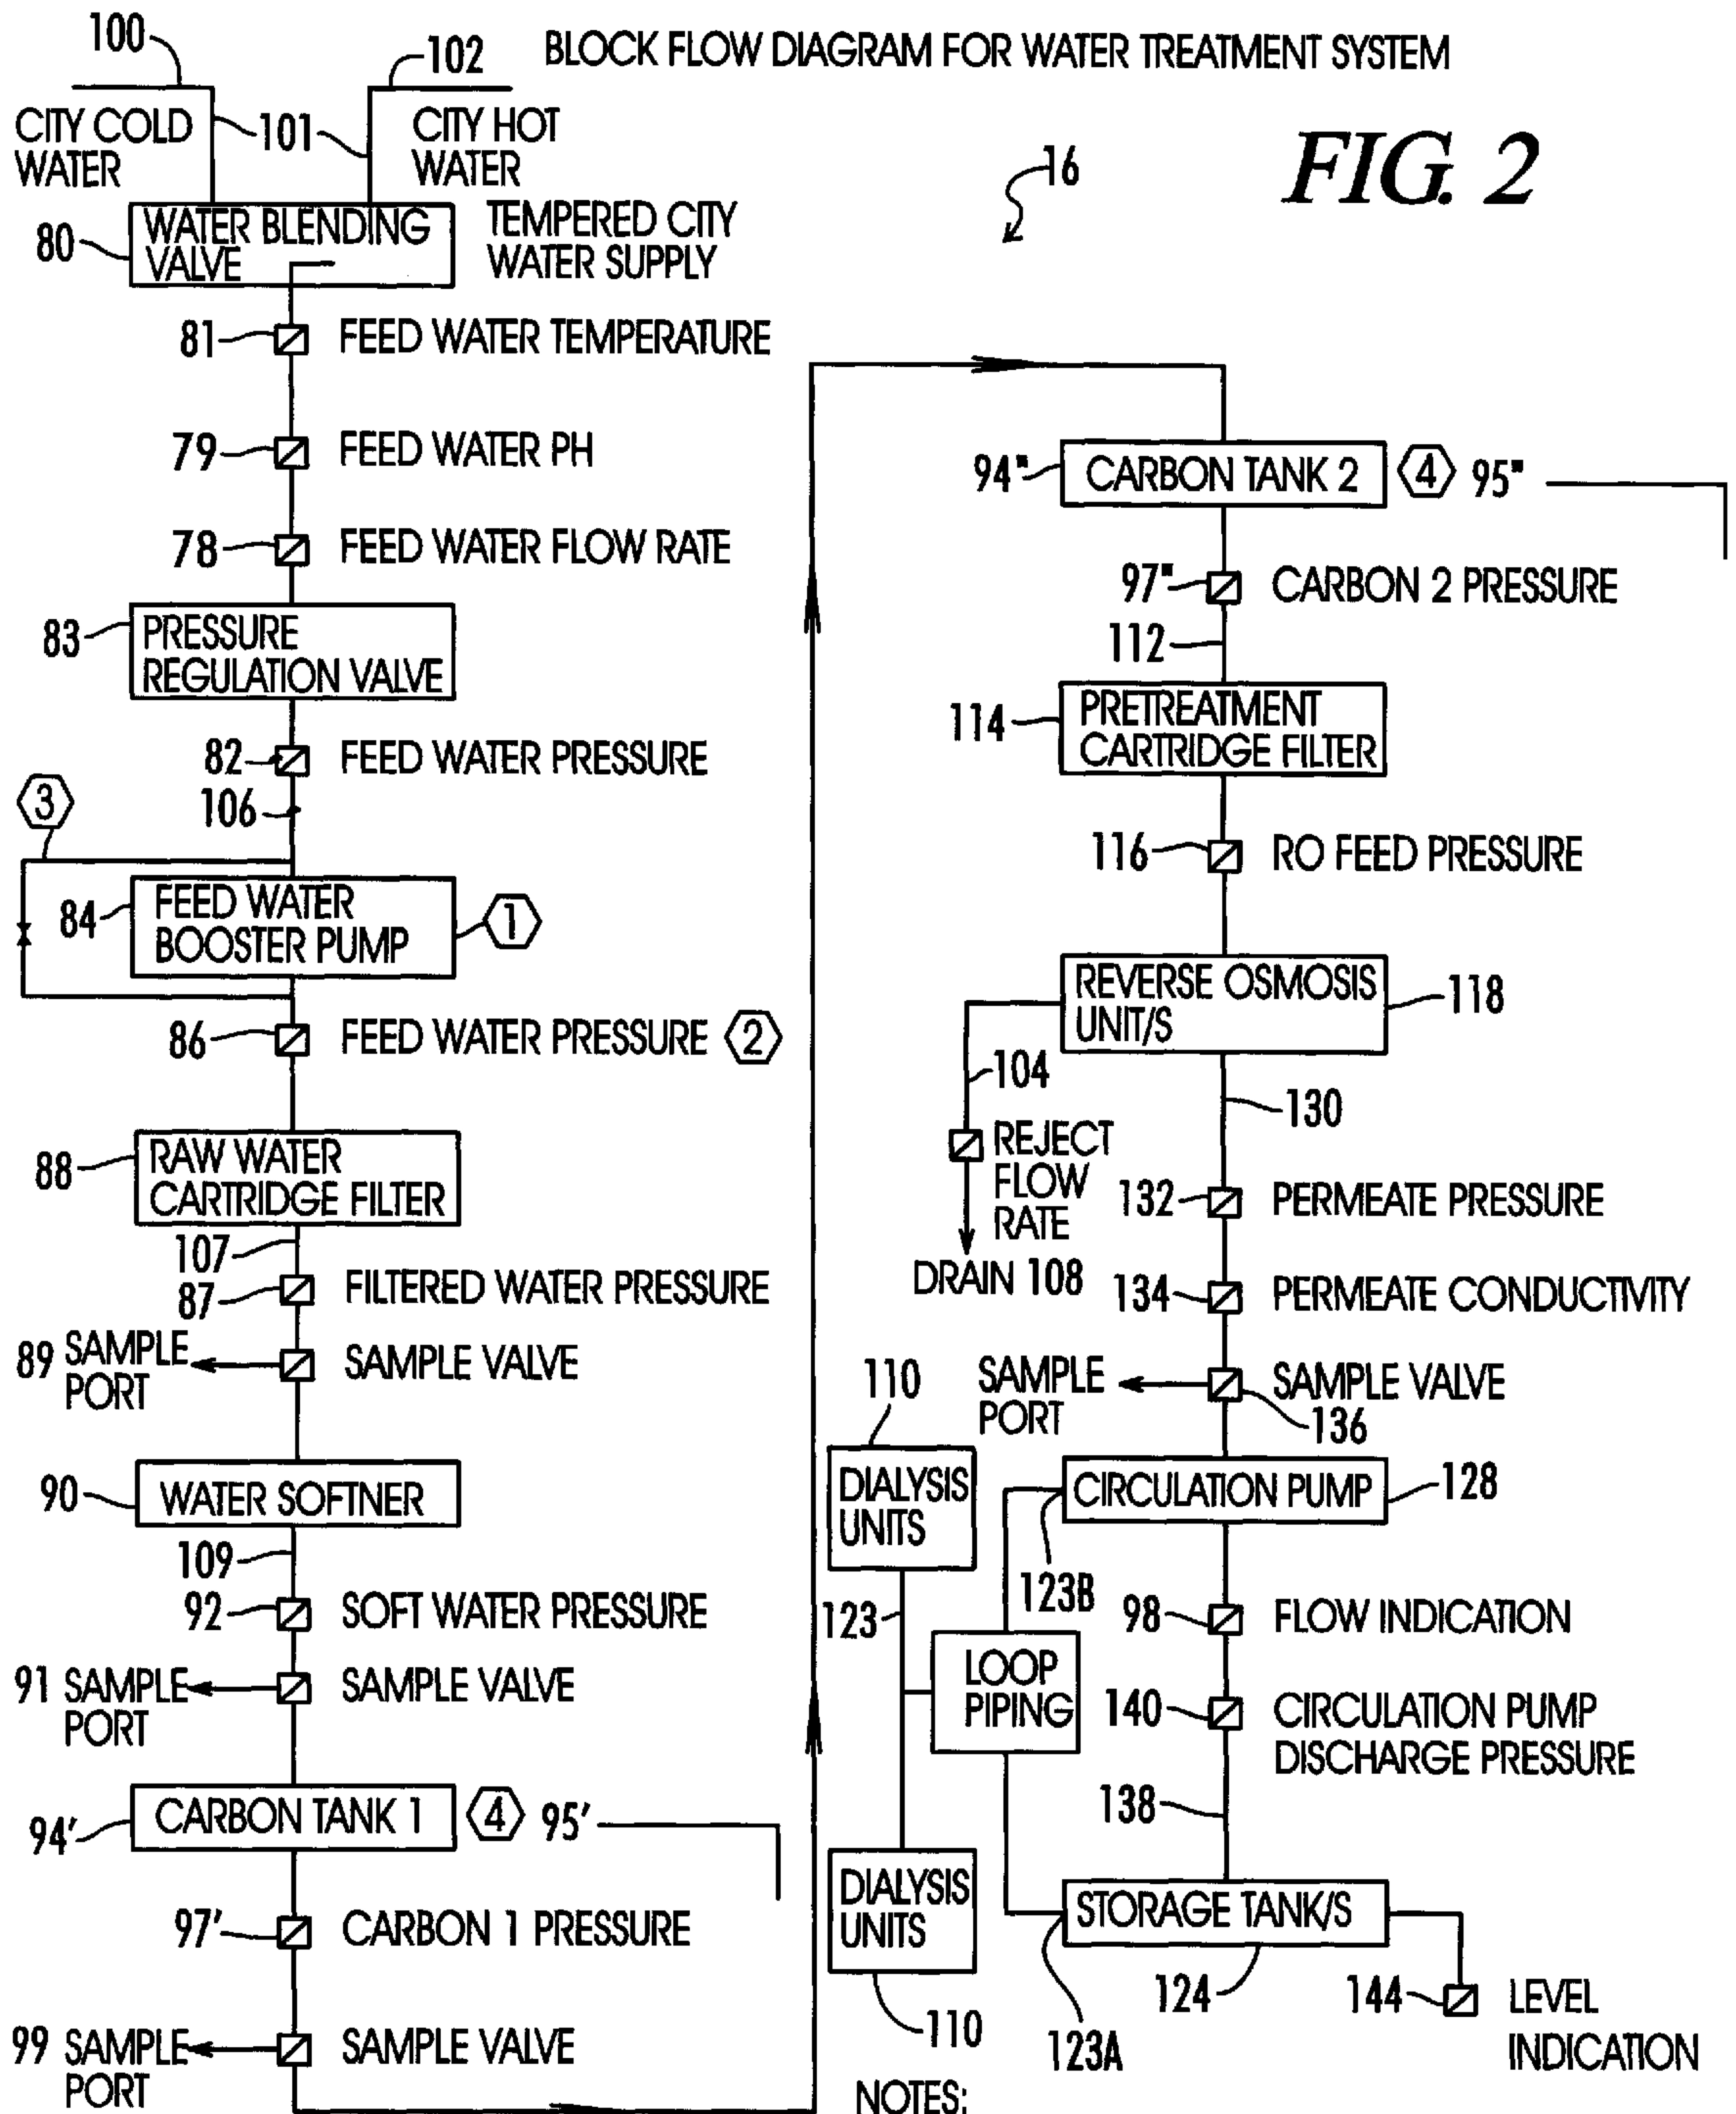 BLOCK FLOW DIAGRAM FOR WATER TREATMENT SYSTEM
FIG. 2
16
100
102
CITY COLD
WATER
101
CITY HOT
WATER
80
WATER BLENDING
VALVE
TEMPERED CITY
WATER SUPPLY
81
FEED WATER TEMPERATURE
79
FEED WATER PH
78
FEED WATER FLOW RATE
83
PRESSURE
REGULATION VALVE
82
FEED WATER PRESSURE
106
3
84
FEED WATER
BOOSTER PUMP
1
86
FEED WATER PRESSURE
2
88
RAW WATER
CARTRIDGE FILTER
107
87
FILTERED WATER PRESSURE
89 SAMPLE
PORT
SAMPLE VALVE
90
WATER SOFTNER
109
92
SOFT WATER PRESSURE
91 SAMPLE
PORT
SAMPLE VALVE
94'
CARBON TANK 1
4
95'
97'
CARBON 1 PRESSURE
99 SAMPLE
PORT
SAMPLE VALVE
94"
CARBON TANK 2
4
95"
97"
CARBON 2 PRESSURE
112
114
PRETREATMENT
CARTRIDGE FILTER
116
RO FEED PRESSURE
REVERSE OSMOSIS
UNIT/S
118
104
130
REJECT
FLOW
RATE
DRAIN 108
132
PERMEATE PRESSURE
134
PERMEATE CONDUCTIVITY
SAMPLE
PORT
SAMPLE VALVE
136
110
DIALYSIS
UNITS
CIRCULATION PUMP
128
123B
123
98
FLOW INDICATION
LOOP
PIPING
140
CIRCULATION PUMP
DISCHARGE PRESSURE
138
DIALYSIS
UNITS
110
STORAGE TANK/S
124
123A
144
LEVEL
INDICATION
NOTES: